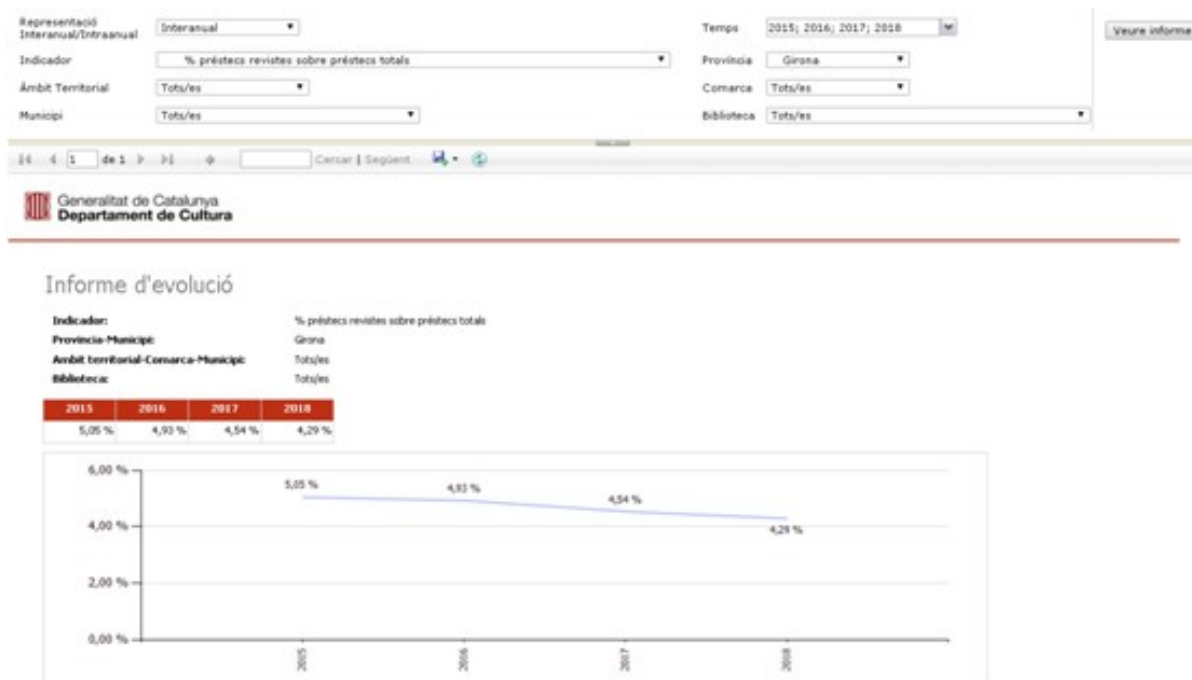 Representació Interanual/Intraanual Interanual Temps 2015; 2016; 2017; 2018 Veure informe
Indicador % préstecs revistes sobre préstecs totals Província Girona
Àmbit Territorial Tots/es Comarca Tots/es
Municipi Tots/es Biblioteca Tots/es
1 de 1 Cercar | Següent
Generalitat de Catalunya
Departament de Cultura
Informe d'evolució
Indicador: % préstecs revistes sobre préstecs totals
Província-Municipi: Girona
Àmbit territorial-Comarca-Municipi: Tots/es
Biblioteca: Tots/es
2015 2016 2017 2018
5,05 % 4,93 % 4,54 % 4,29 %
6,00 %
5,05 % 4,93 % 4,54 %
4,00 %
4,29 %
2,00 %
0,00 %
2015 2016 2017 2018